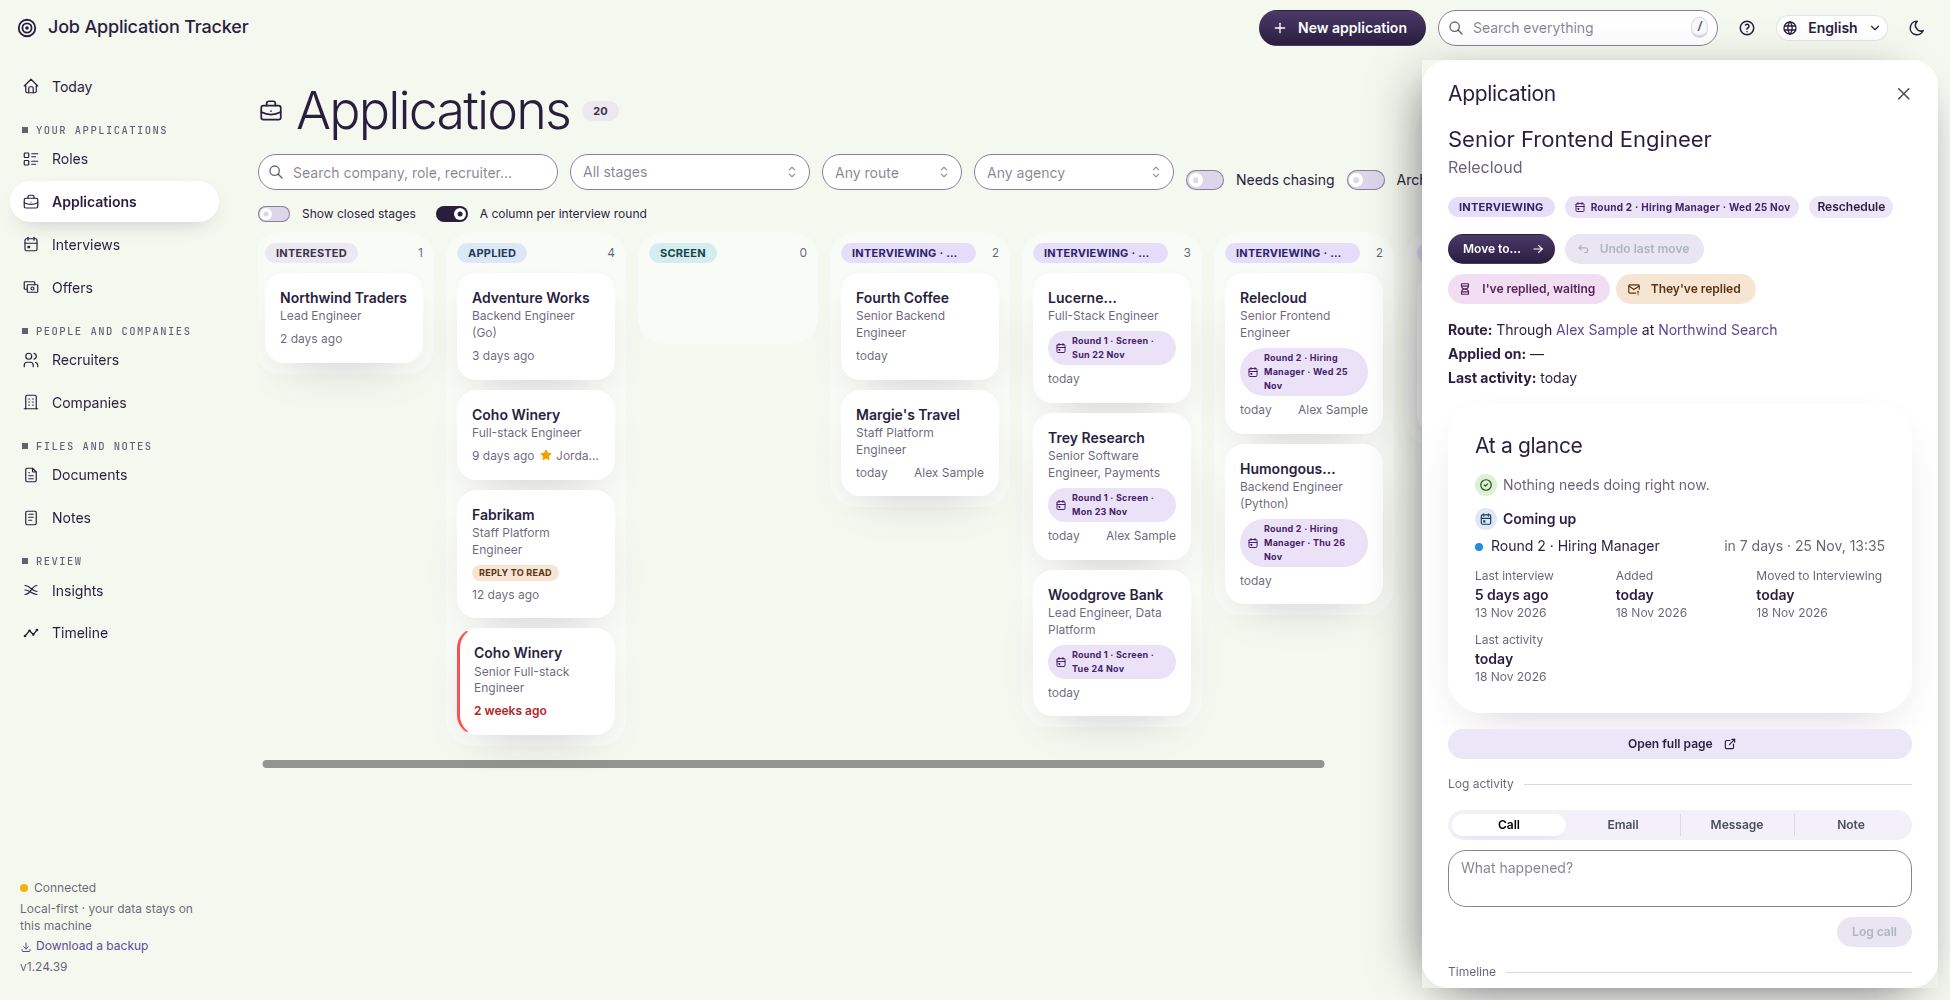 Job Application Tracker
New application
Search everything
/
English
Today
YOUR APPLICATIONS
Roles
Applications
Interviews
Offers
PEOPLE AND COMPANIES
Recruiters
Companies
FILES AND NOTES
Documents
Notes
REVIEW
Insights
Timeline
Connected
Local-first · your data stays on
this machine
Download a backup
v1.24.39
Applications 20
Search company, role, recruiter...
All stages
Any route
Any agency
Needs chasing
Arch
Show closed stages
A column per interview round
INTERESTED 1
Northwind Traders
Lead Engineer
2 days ago
APPLIED 4
Adventure Works
Backend Engineer
(Go)
3 days ago
Coho Winery
Full-stack Engineer
9 days ago Jorda...
Fabrikam
Staff Platform
Engineer
REPLY TO READ
12 days ago
Coho Winery
Senior Full-stack
Engineer
2 weeks ago
SCREEN 0
INTERVIEWING · ... 2
Fourth Coffee
Senior Backend
Engineer
today
Margie's Travel
Staff Platform
Engineer
today Alex Sample
INTERVIEWING · ... 3
Lucerne...
Full-Stack Engineer
Round 1 · Screen ·
Sun 22 Nov
today
Trey Research
Senior Software
Engineer, Payments
Round 1 · Screen ·
Mon 23 Nov
today Alex Sample
Woodgrove Bank
Lead Engineer, Data
Platform
Round 1 · Screen ·
Tue 24 Nov
today
INTERVIEWING · ... 2
Relecloud
Senior Frontend
Engineer
Round 2 · Hiring
Manager · Wed 25
Nov
today Alex Sample
Humongous...
Backend Engineer
(Python)
Round 2 · Hiring
Manager · Thu 26
Nov
today
Application
Senior Frontend Engineer
Relecloud
INTERVIEWING
Round 2 · Hiring Manager · Wed 25 Nov
Reschedule
Move to...
Undo last move
I've replied, waiting
They've replied
Route: Through Alex Sample at Northwind Search
Applied on: —
Last activity: today
At a glance
Nothing needs doing right now.
Coming up
Round 2 · Hiring Manager in 7 days · 25 Nov, 13:35
Last interview Added Moved to Interviewing
5 days ago today today
13 Nov 2026 18 Nov 2026 18 Nov 2026
Last activity
today
18 Nov 2026
Open full page
Log activity
Call Email Message Note
What happened?
Log call
Timeline